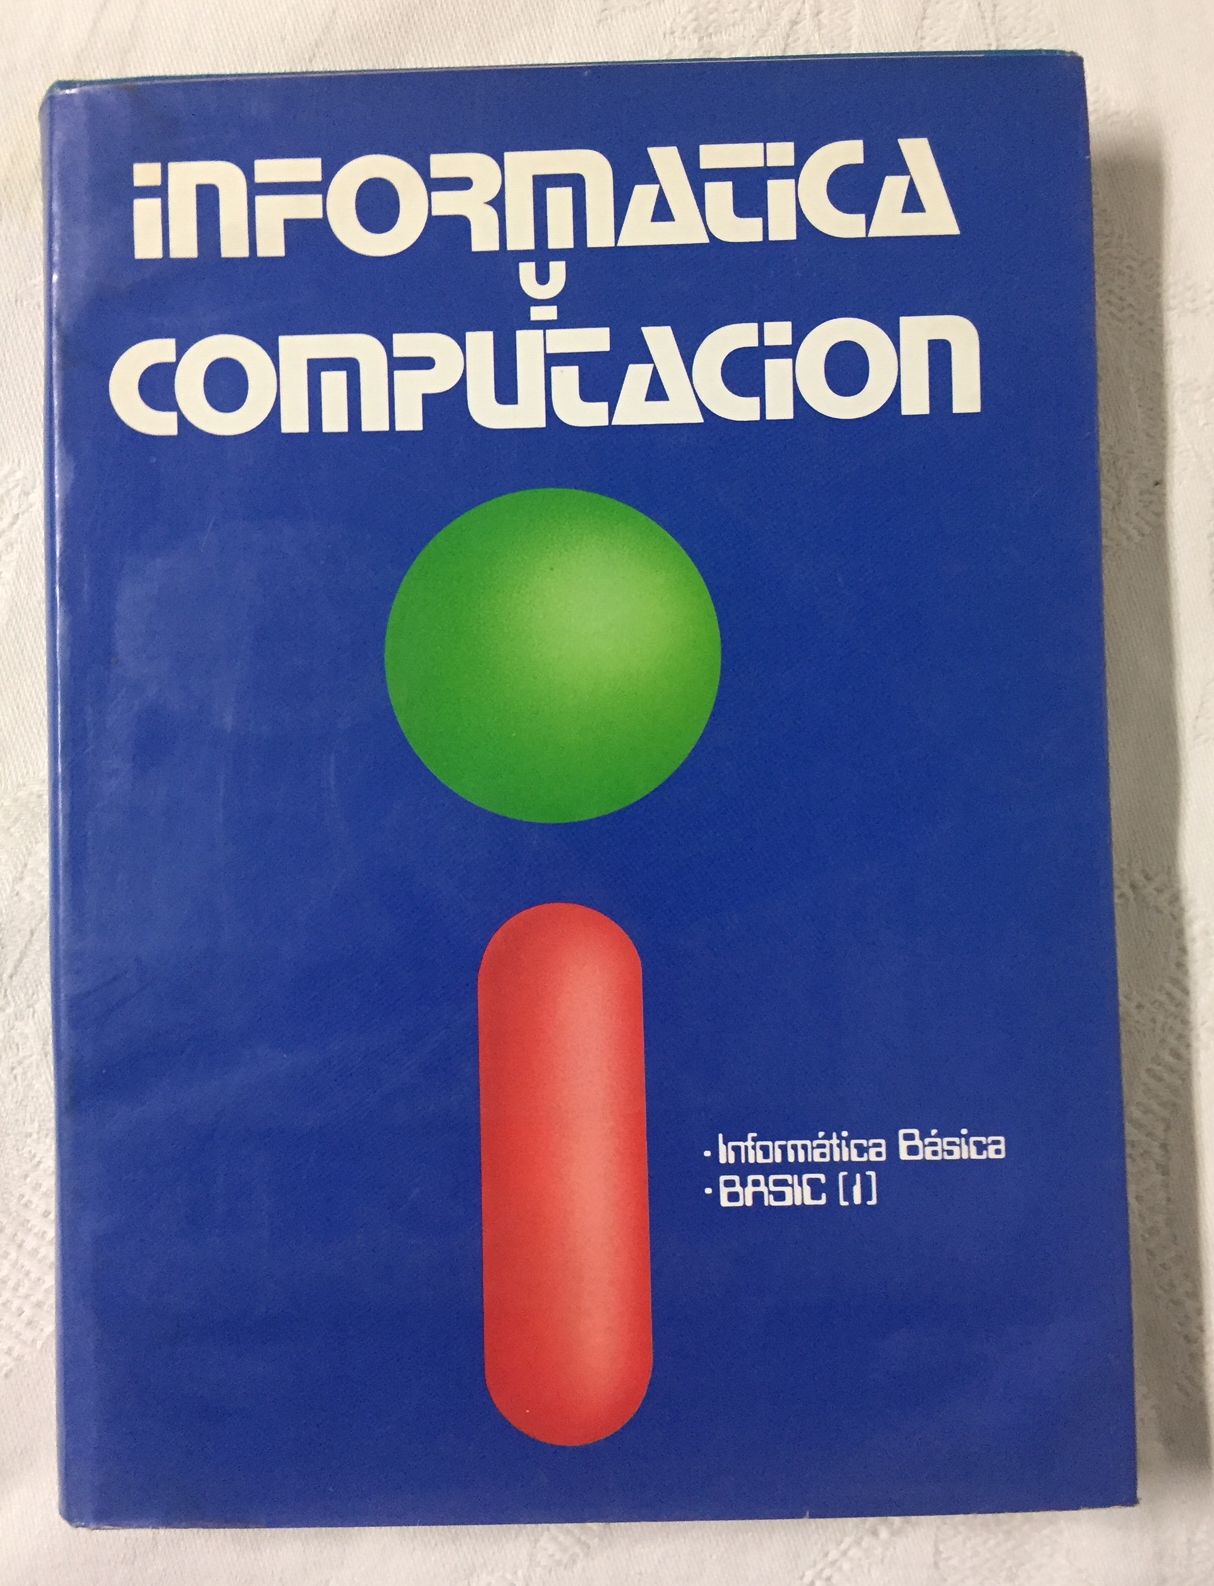 iNFORMATiCA
y
COMPUTACiON
· Informática Básica
· BASIC [I]